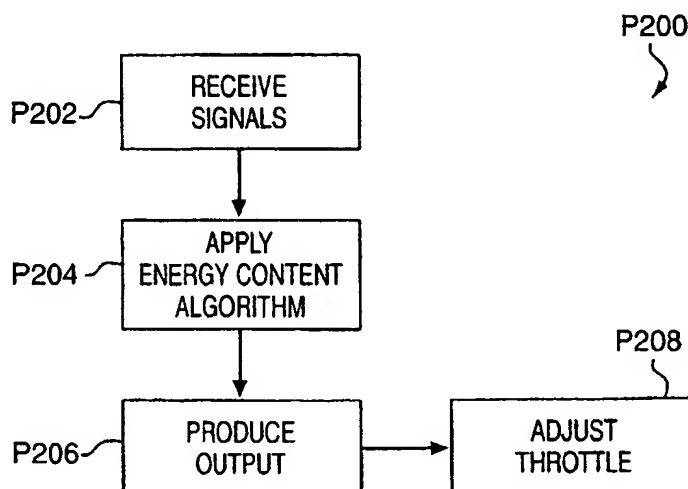 P200
P202
RECEIVE
SIGNALS
P204
APPLY
ENERGY CONTENT
ALGORITHM
P206
PRODUCE
OUTPUT
P208
ADJUST
THROTTLE